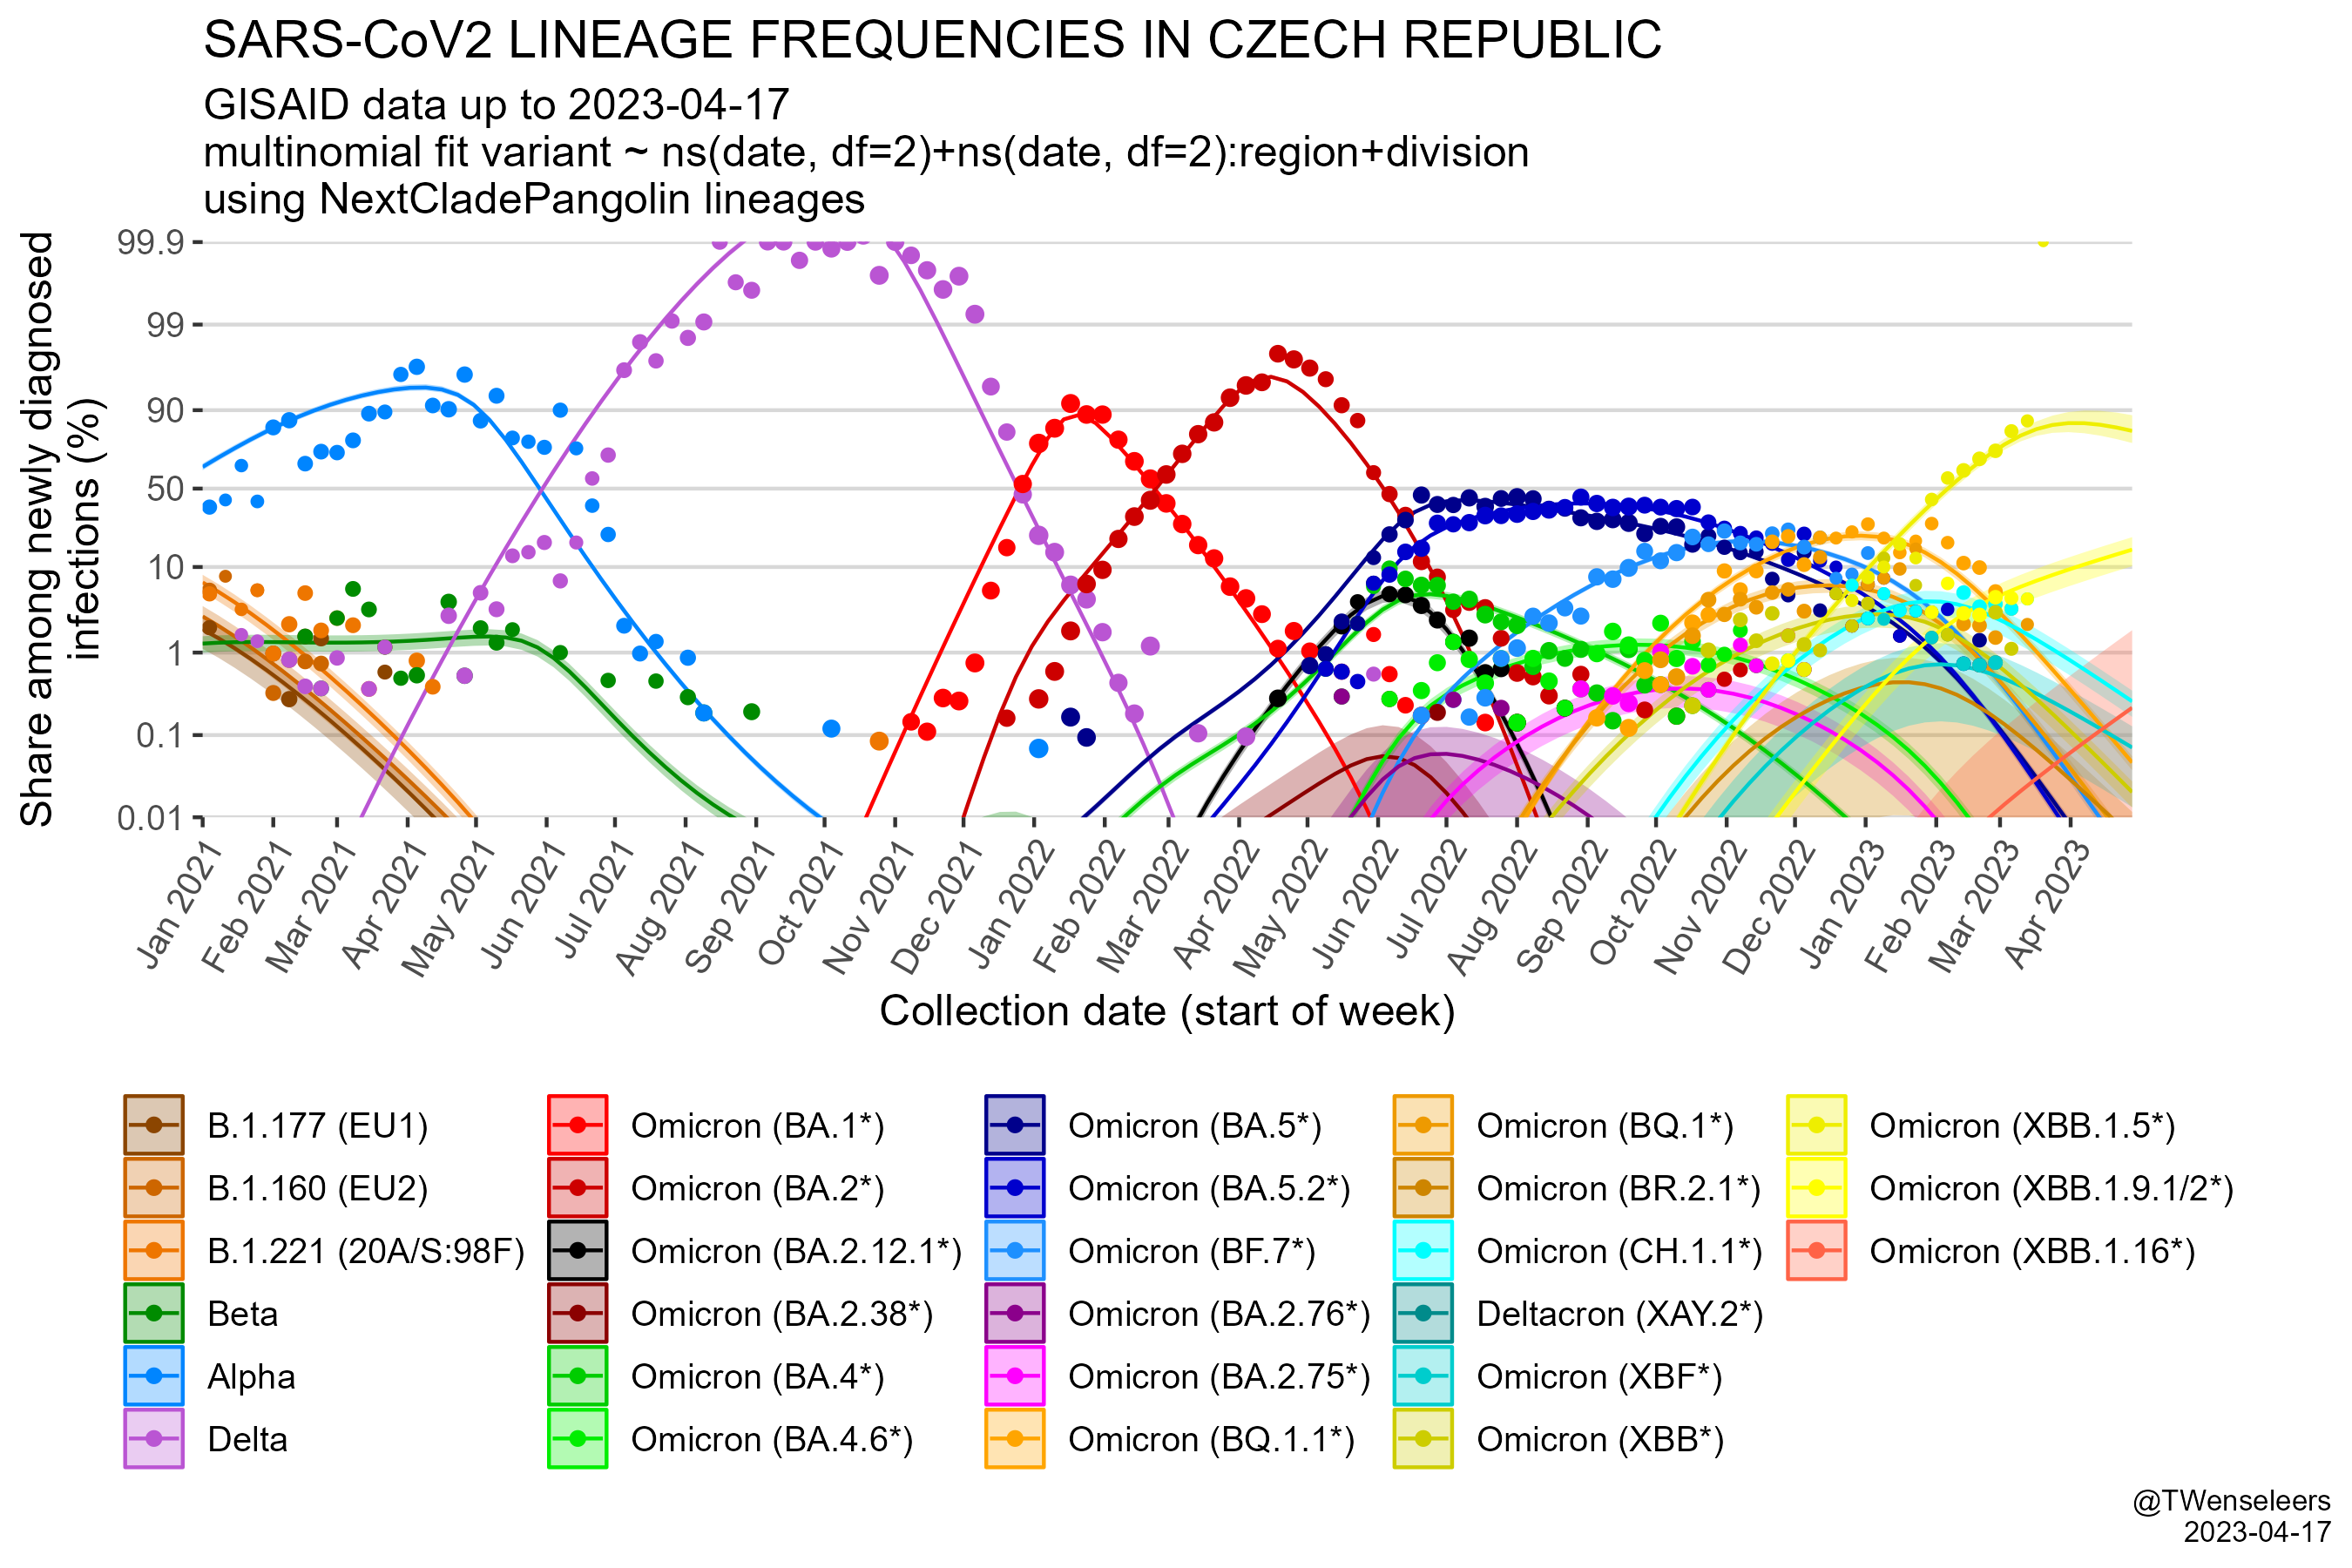 SARS-CoV2 LINEAGE FREQUENCIES IN CZECH REPUBLIC
GISAID data up to 2023-04-17
multinomial fit variant ~ ns(date, df=2)+ns(date, df=2):region+division
using NextCladePangolin lineages
Share among newly diagnosed
infections (%)
99.9
99
90
50
10
1
0.1
0.01
Jan 2021
Feb 2021
Mar 2021
Apr 2021
May 2021
Jun 2021
Jul 2021
Aug 2021
Sep 2021
Oct 2021
Nov 2021
Dec 2021
Jan 2022
Feb 2022
Mar 2022
Apr 2022
May 2022
Jun 2022
Jul 2022
Aug 2022
Sep 2022
Oct 2022
Nov 2022
Dec 2022
Jan 2023
Feb 2023
Mar 2023
Apr 2023
Collection date (start of week)
B.1.177 (EU1)
B.1.160 (EU2)
B.1.221 (20A/S:98F)
Beta
Alpha
Delta
Omicron (BA.1*)
Omicron (BA.2*)
Omicron (BA.2.12.1*)
Omicron (BA.2.38*)
Omicron (BA.4*)
Omicron (BA.4.6*)
Omicron (BA.5*)
Omicron (BA.5.2*)
Omicron (BF.7*)
Omicron (BA.2.76*)
Omicron (BA.2.75*)
Omicron (BQ.1.1*)
Omicron (BQ.1*)
Omicron (BR.2.1*)
Omicron (CH.1.1*)
Deltacron (XAY.2*)
Omicron (XBF*)
Omicron (XBB*)
Omicron (XBB.1.5*)
Omicron (XBB.1.9.1/2*)
Omicron (XBB.1.16*)
@TWenseleers
2023-04-17